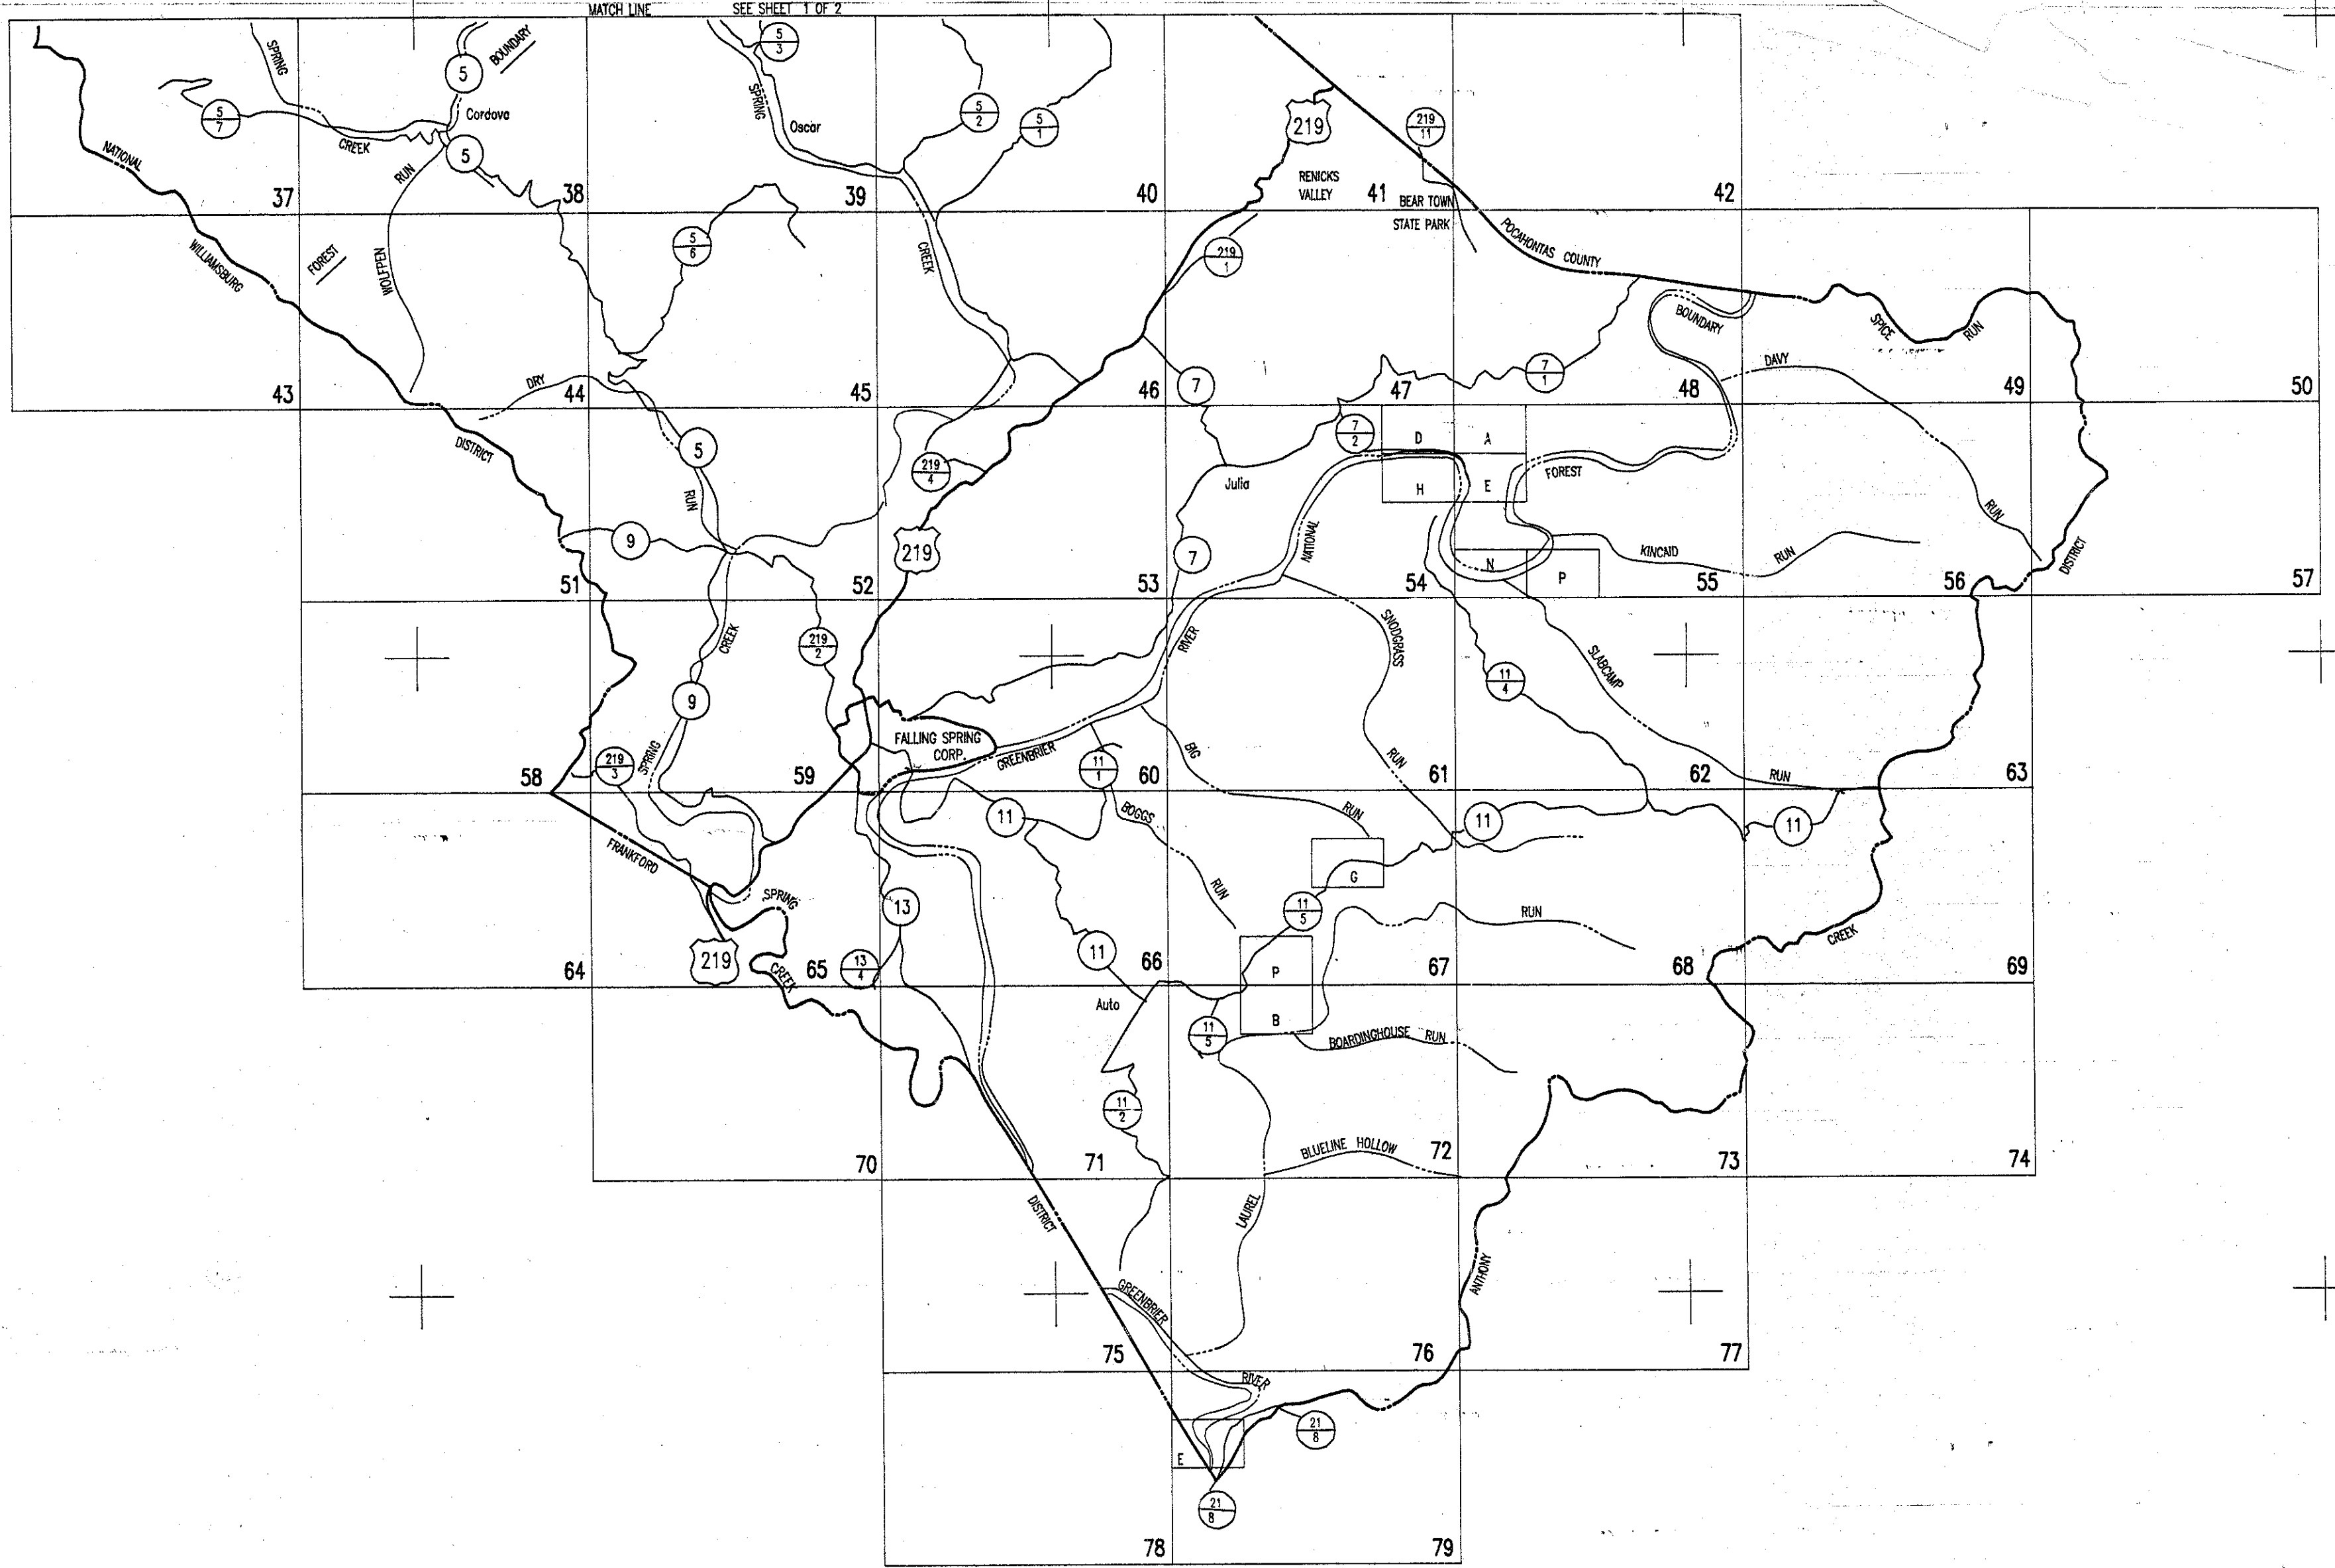 MATCH LINE SEE SHEET 1 OF 2
SPRING
5
BOUNDARY
5
3
SPRING
5
7
Cordova
CREEK
Oscar
5
2
5
1
219
219
11
5
NATIONAL
RUN
37
38
39
40
RENICKS
VALLEY
41
BEAR TOWN
STATE PARK
42
WILLIAMSBURG
FOREST
WOLFPEN
5
6
CREEK
219
1
POCAHONTAS COUNTY
BOUNDARY
SPICE
RUN
DAVY
7
7
1
DRY
43
44
45
46
47
48
49
50
DISTRICT
5
219
4
7
2
D
A
H
E
FOREST
Julia
RUN
RUN
9
219
7
NATIONAL
N
P
KINCAID
RUN
DISTRICT
51
52
53
54
55
56
57
CREEK
219
2
RIVER
SNODGRASS
SLABCAMP
11
4
9
SPRING
219
3
FALLING SPRING
CORP.
GREENBRIER
BIG
11
1
RUN
RUN
58
59
60
61
62
63
FRANKFORD
11
BOGGS
RUN
11
11
G
SPRING
13
RUN
11
5
RUN
219
CREEK
13
4
11
P
CREEK
64
65
66
67
68
69
Auto
11
5
B
BOARDINGHOUSE RUN
11
2
BLUELINE HOLLOW
70
71
72
73
74
DISTRICT
LAUREL
GREENBRIER
ANTHONY
75
76
77
RIVER
21
8
E
21
8
78
79